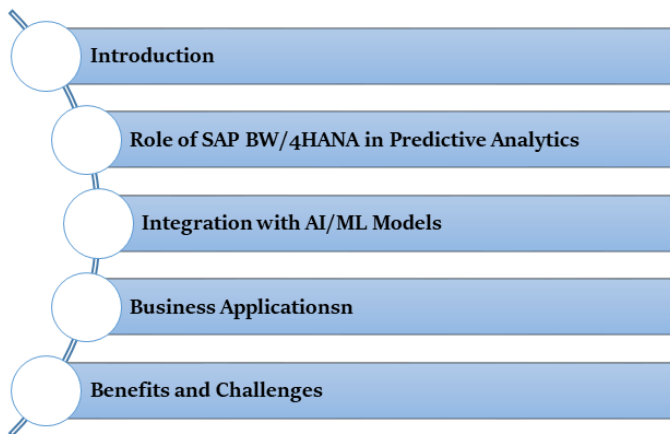 Introduction
Role of SAP BW/4HANA in Predictive Analytics
Integration with AI/ML Models
Business Applicationsn
Benefits and Challenges